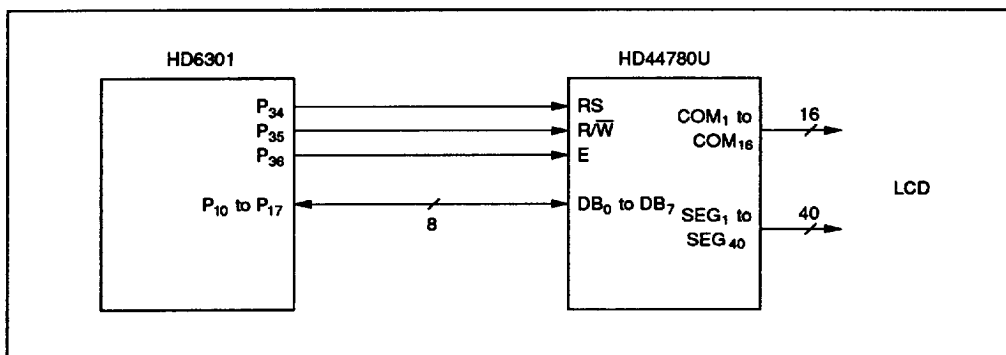 HD6301
HD44780U
P34
RS
P35
R/W̅
P36
E
P10 to P17
8
DB0 to DB7
COM1 to
COM16
16
SEG1 to
SEG40
40
LCD